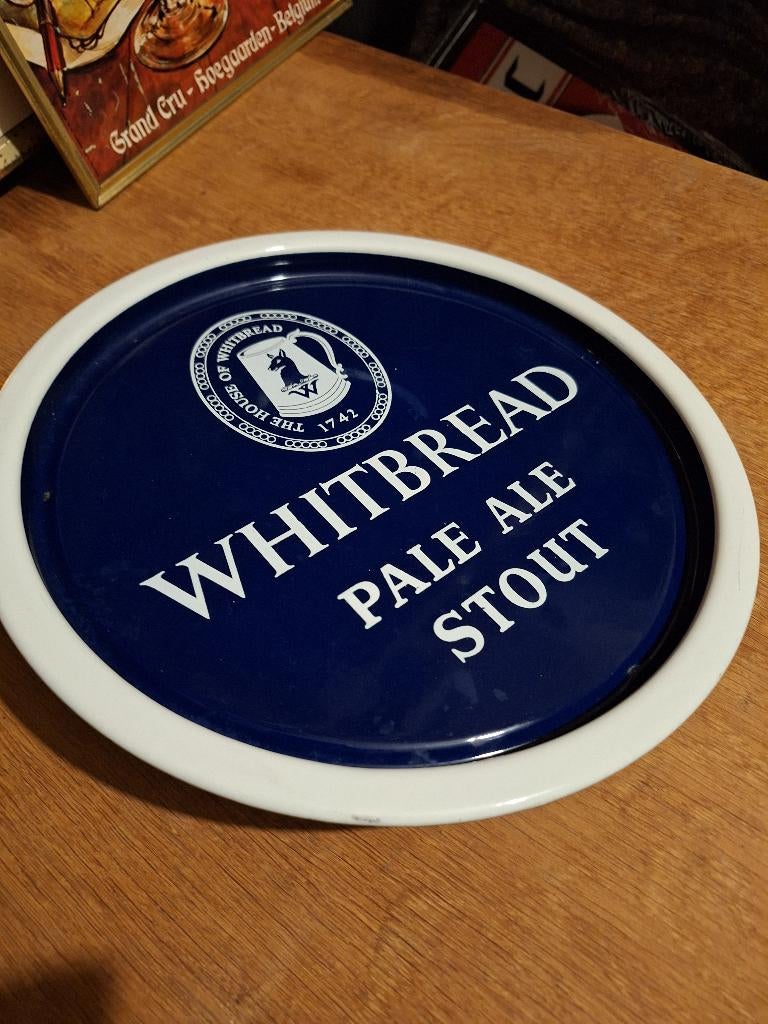 Grand Cru - Hoegaarden - Belgium
THE HOUSE OF WHITBREAD
W
1742
WHITBREAD
PALE ALE
STOUT